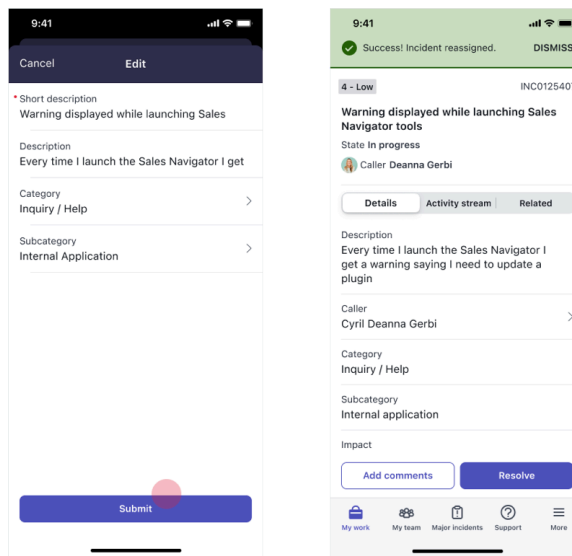 9:41
Cancel
Edit
* Short description
Warning displayed while launching Sales
Description
Every time I launch the Sales Navigator I get
Category
Inquiry / Help
Subcategory
Internal Application
Submit
9:41
Success! Incident reassigned.
DISMISS
4 - Low
INC012540
Warning displayed while launching Sales
Navigator tools
State In progress
Caller Deanna Gerbi
Details
Activity stream
Related
Description
Every time I launch the Sales Navigator I
get a warning saying I need to update a
plugin
Caller
Cyril Deanna Gerbi
Category
Inquiry / Help
Subcategory
Internal application
Impact
Add comments
Resolve
My work
My team
Major incidents
Support
More